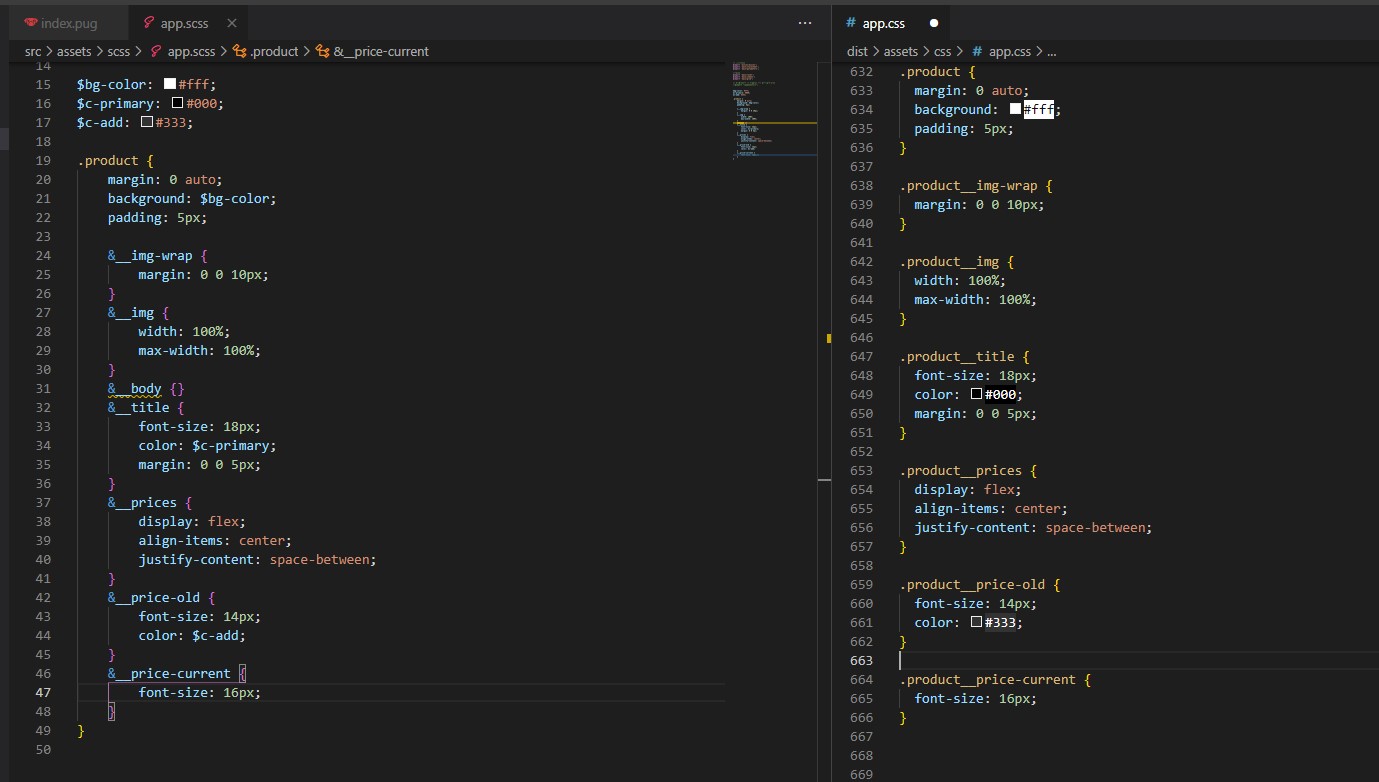 index.pug
app.scss
...
src > assets > scss > app.scss > .product > &__price-current
14
15 $bg-color: #fff;
16 $c-primary: #000;
17 $c-add: #333;
18
19 .product {
20 margin: 0 auto;
21 background: $bg-color;
22 padding: 5px;
23
24 &__img-wrap {
25 margin: 0 0 10px;
26 }
27 &__img {
28 width: 100%;
29 max-width: 100%;
30 }
31 &__body {}
32 &__title {
33 font-size: 18px;
34 color: $c-primary;
35 margin: 0 0 5px;
36 }
37 &__prices {
38 display: flex;
39 align-items: center;
40 justify-content: space-between;
41 }
42 &__price-old {
43 font-size: 14px;
44 color: $c-add;
45 }
46 &__price-current {
47 font-size: 16px;
48 }
49 }
50
# app.css
dist > assets > css > # app.css > ...
632 .product {
633 margin: 0 auto;
634 background: #fff;
635 padding: 5px;
636 }
637
638 .product__img-wrap {
639 margin: 0 0 10px;
640 }
641
642 .product__img {
643 width: 100%;
644 max-width: 100%;
645 }
646
647 .product__title {
648 font-size: 18px;
649 color: #000;
650 margin: 0 0 5px;
651 }
652
653 .product__prices {
654 display: flex;
655 align-items: center;
656 justify-content: space-between;
657 }
658
659 .product__price-old {
660 font-size: 14px;
661 color: #333;
662 }
663
664 .product__price-current {
665 font-size: 16px;
666 }
667
668
669